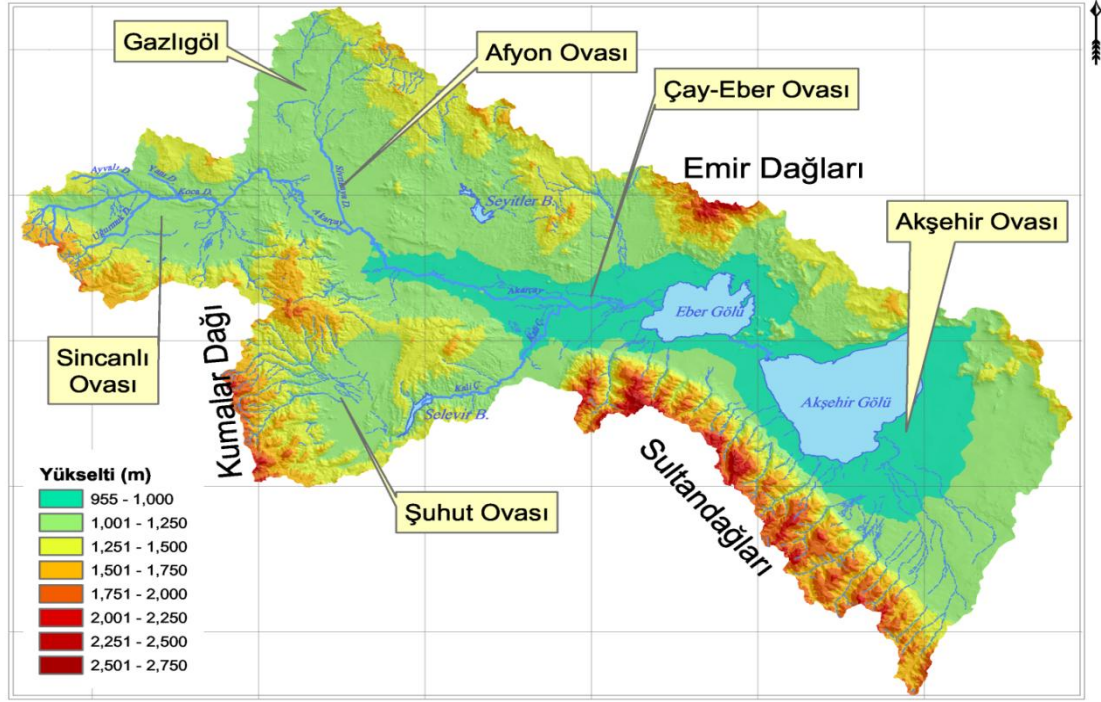 Gazlıgöl
Afyon Ovası
Çay-Eber Ovası
Emir Dağları
Akşehir Ovası
Ayvalı D.
Koca D.
Akarçay
Seyitler B.
Sincanlı
Ovası
Kumalar Dağı
Akarçay
Eber Gölü
Kali Ç.
Selevir B.
Akşehir Gölü
Şuhut Ovası
Sultandağları
Yükselti (m)
955 - 1,000
1,001 - 1,250
1,251 - 1,500
1,501 - 1,750
1,751 - 2,000
2,001 - 2,250
2,251 - 2,500
2,501 - 2,750